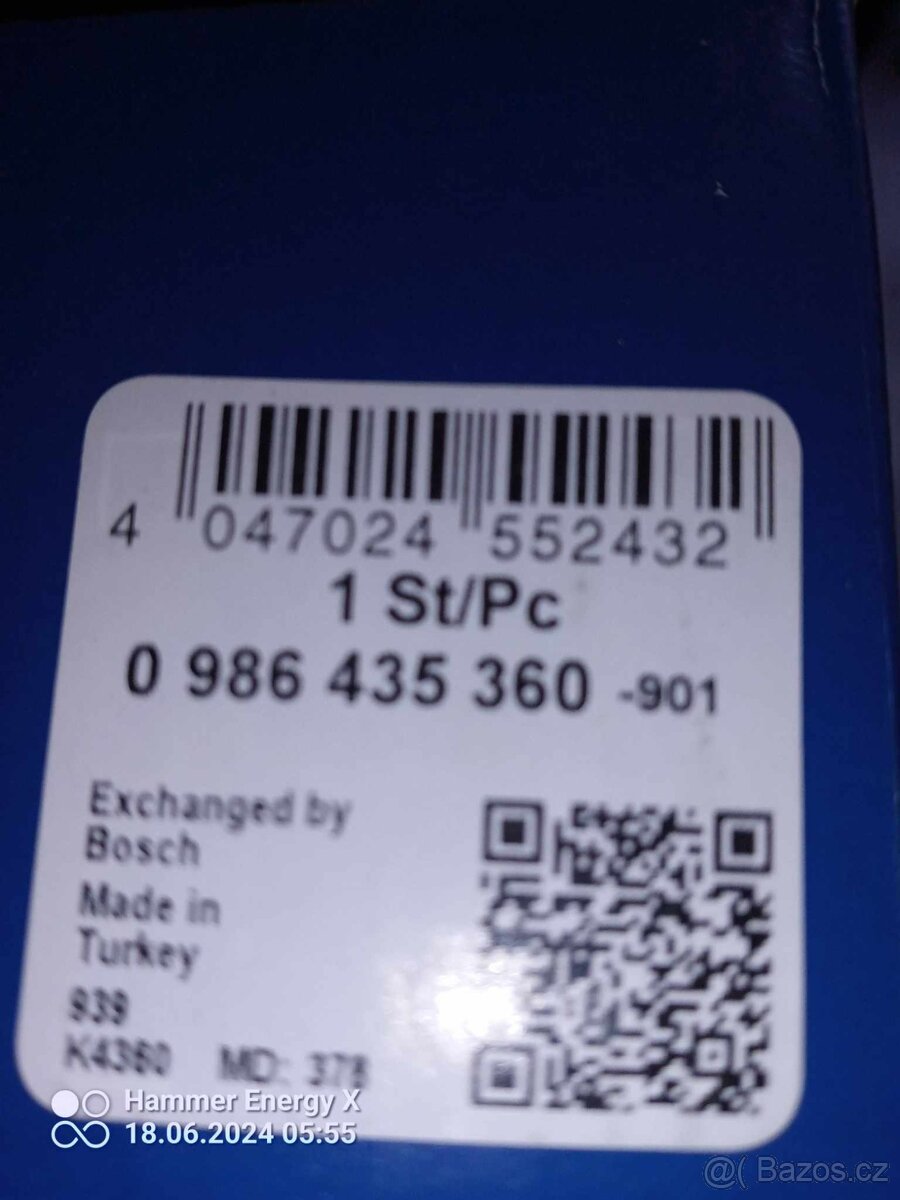 4 047024 552432
1 St/Pc
0 986 435 360 -901
Exchanged by
Bosch
Made in
Turkey
939
K4360 MD: 378
Hammer Energy X
18.06.2024 05:55
@( Bazos.cz